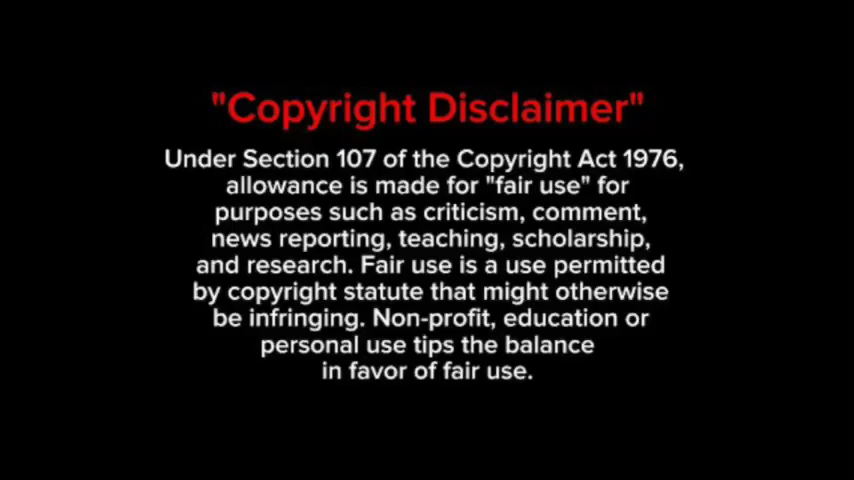 "Copyright Disclaimer"
Under Section 107 of the Copyright Act 1976,
allowance is made for "fair use" for
purposes such as criticism, comment,
news reporting, teaching, scholarship,
and research. Fair use is a use permitted
by copyright statute that might otherwise
be infringing. Non-profit, education or
personal use tips the balance
in favor of fair use.